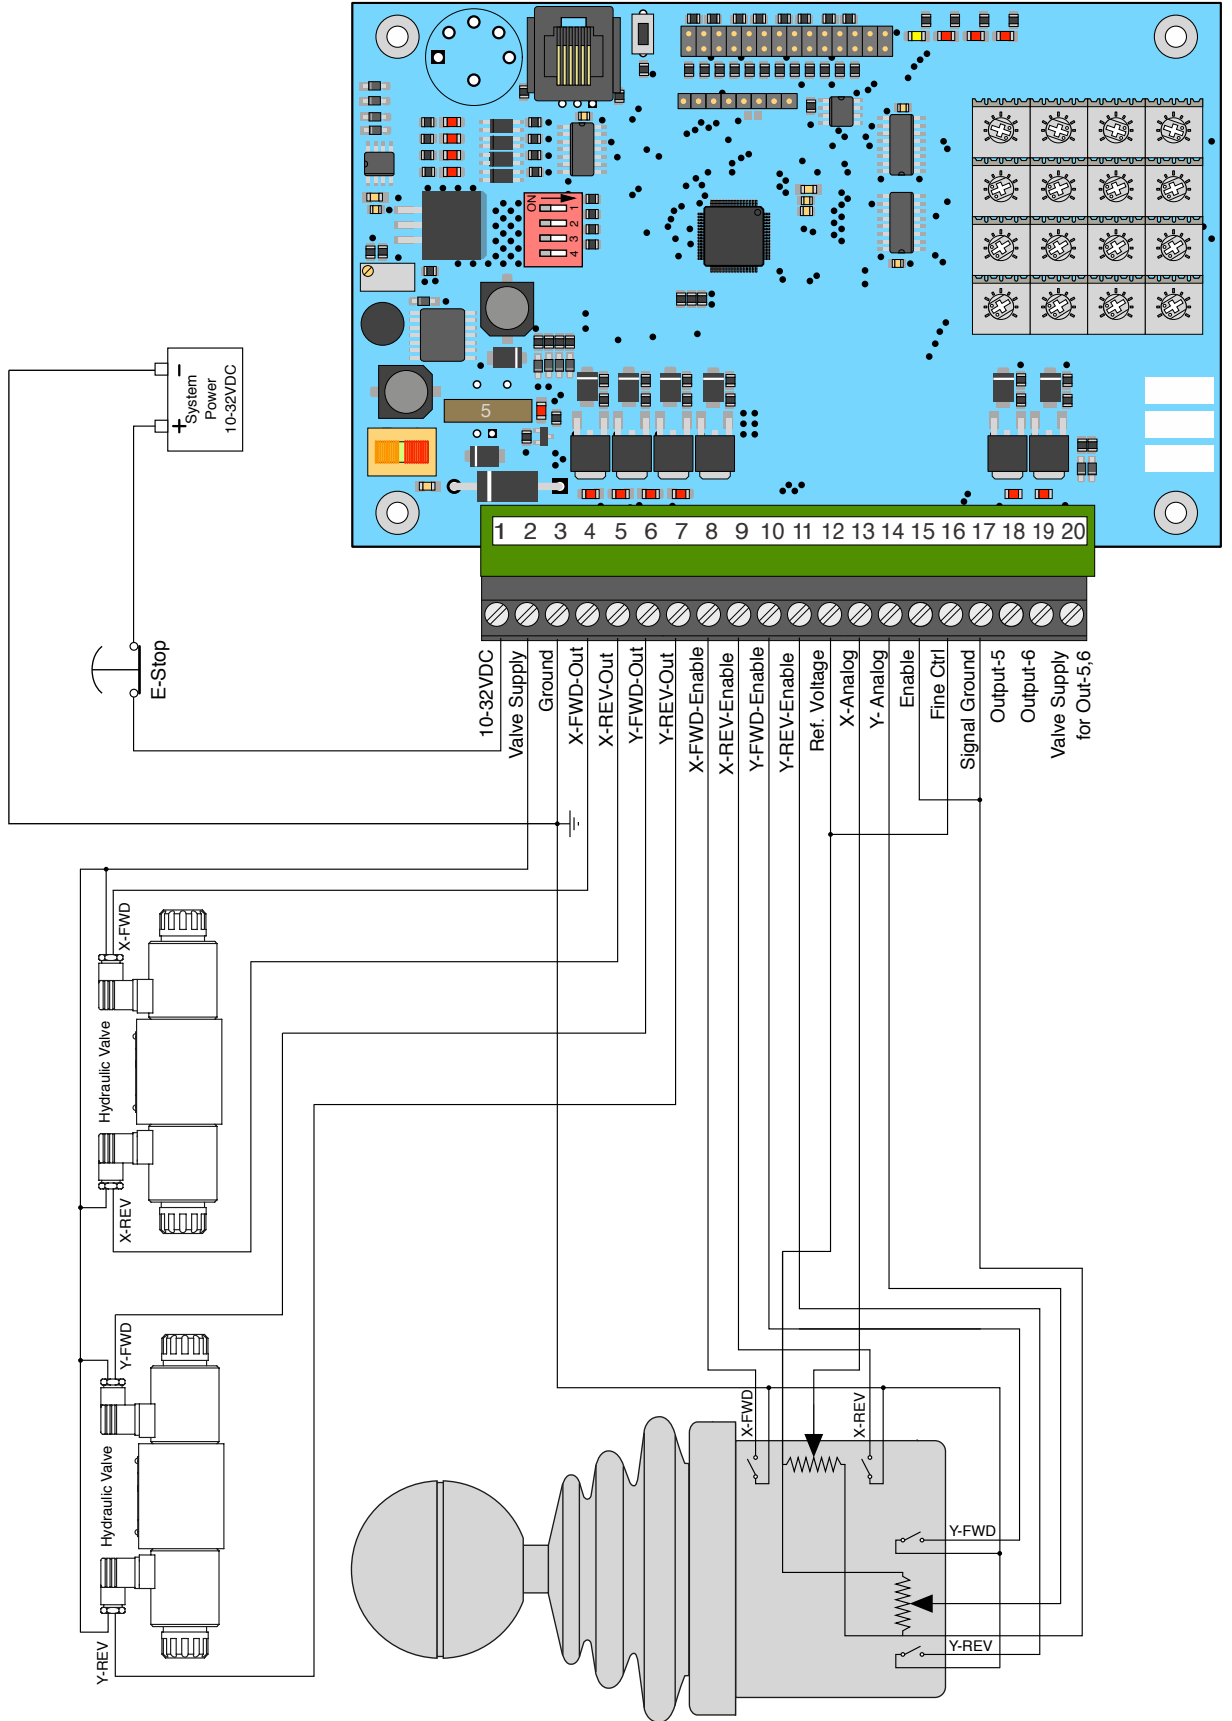 ON
1
2
3
4
5
−
+
System
Power
10-32VDC
E-Stop
1 2 3 4 5 6 7 8 9 10 11 12 13 14 15 16 17 18 19 20
10-32VDC
Valve Supply
Ground
X-FWD-Out
X-REV-Out
Y-FWD-Out
Y-REV-Out
X-FWD-Enable
X-REV-Enable
Y-FWD-Enable
Y-REV-Enable
Ref. Voltage
X-Analog
Y- Analog
Enable
Fine Ctrl
Signal Ground
Output-5
Output-6
Valve Supply
for Out-5,6
X-FWD
Hydraulic Valve
X-REV
Y-FWD
Hydraulic Valve
Y-REV
X-FWD
X-REV
Y-FWD
Y-REV